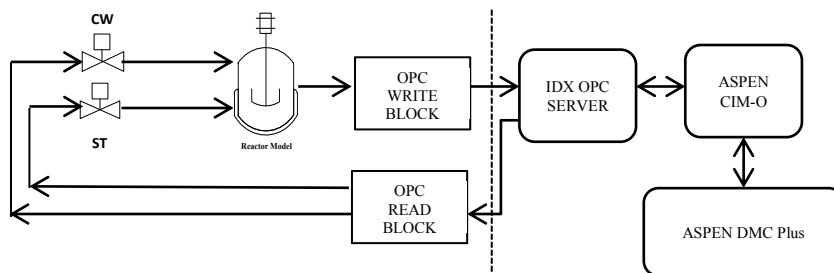 CW
ST
Reactor Model
OPC
WRITE
BLOCK
IDX OPC
SERVER
ASPEN
CIM-O
OPC
READ
BLOCK
ASPEN DMC Plus